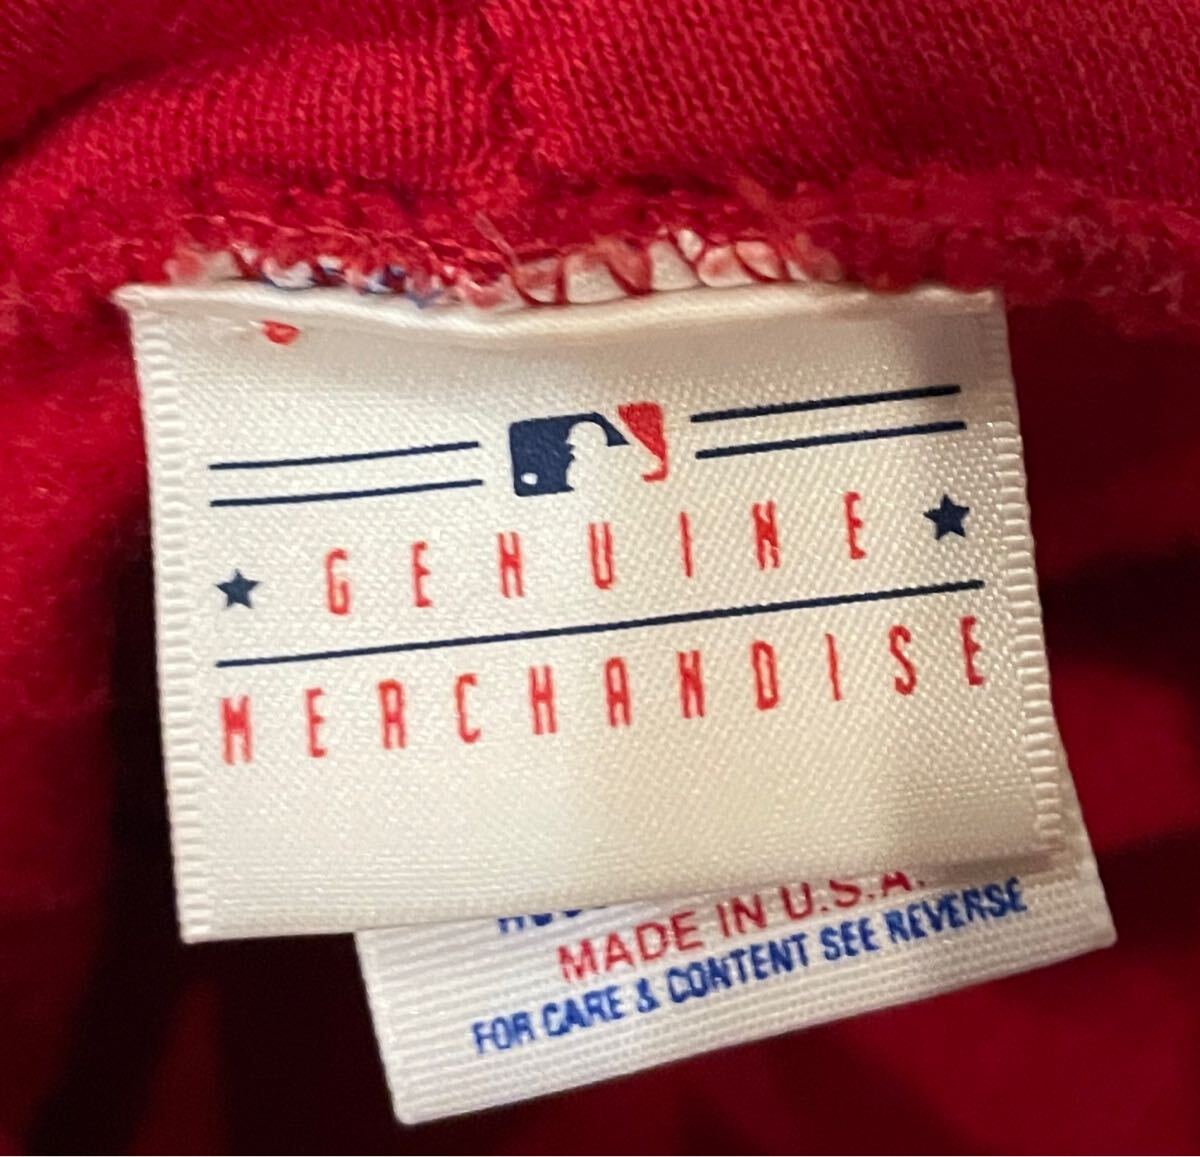 GENUINE
MERCHANDISE
MADE IN U.S.A.
FOR CARE & CONTENT SEE REVERSE